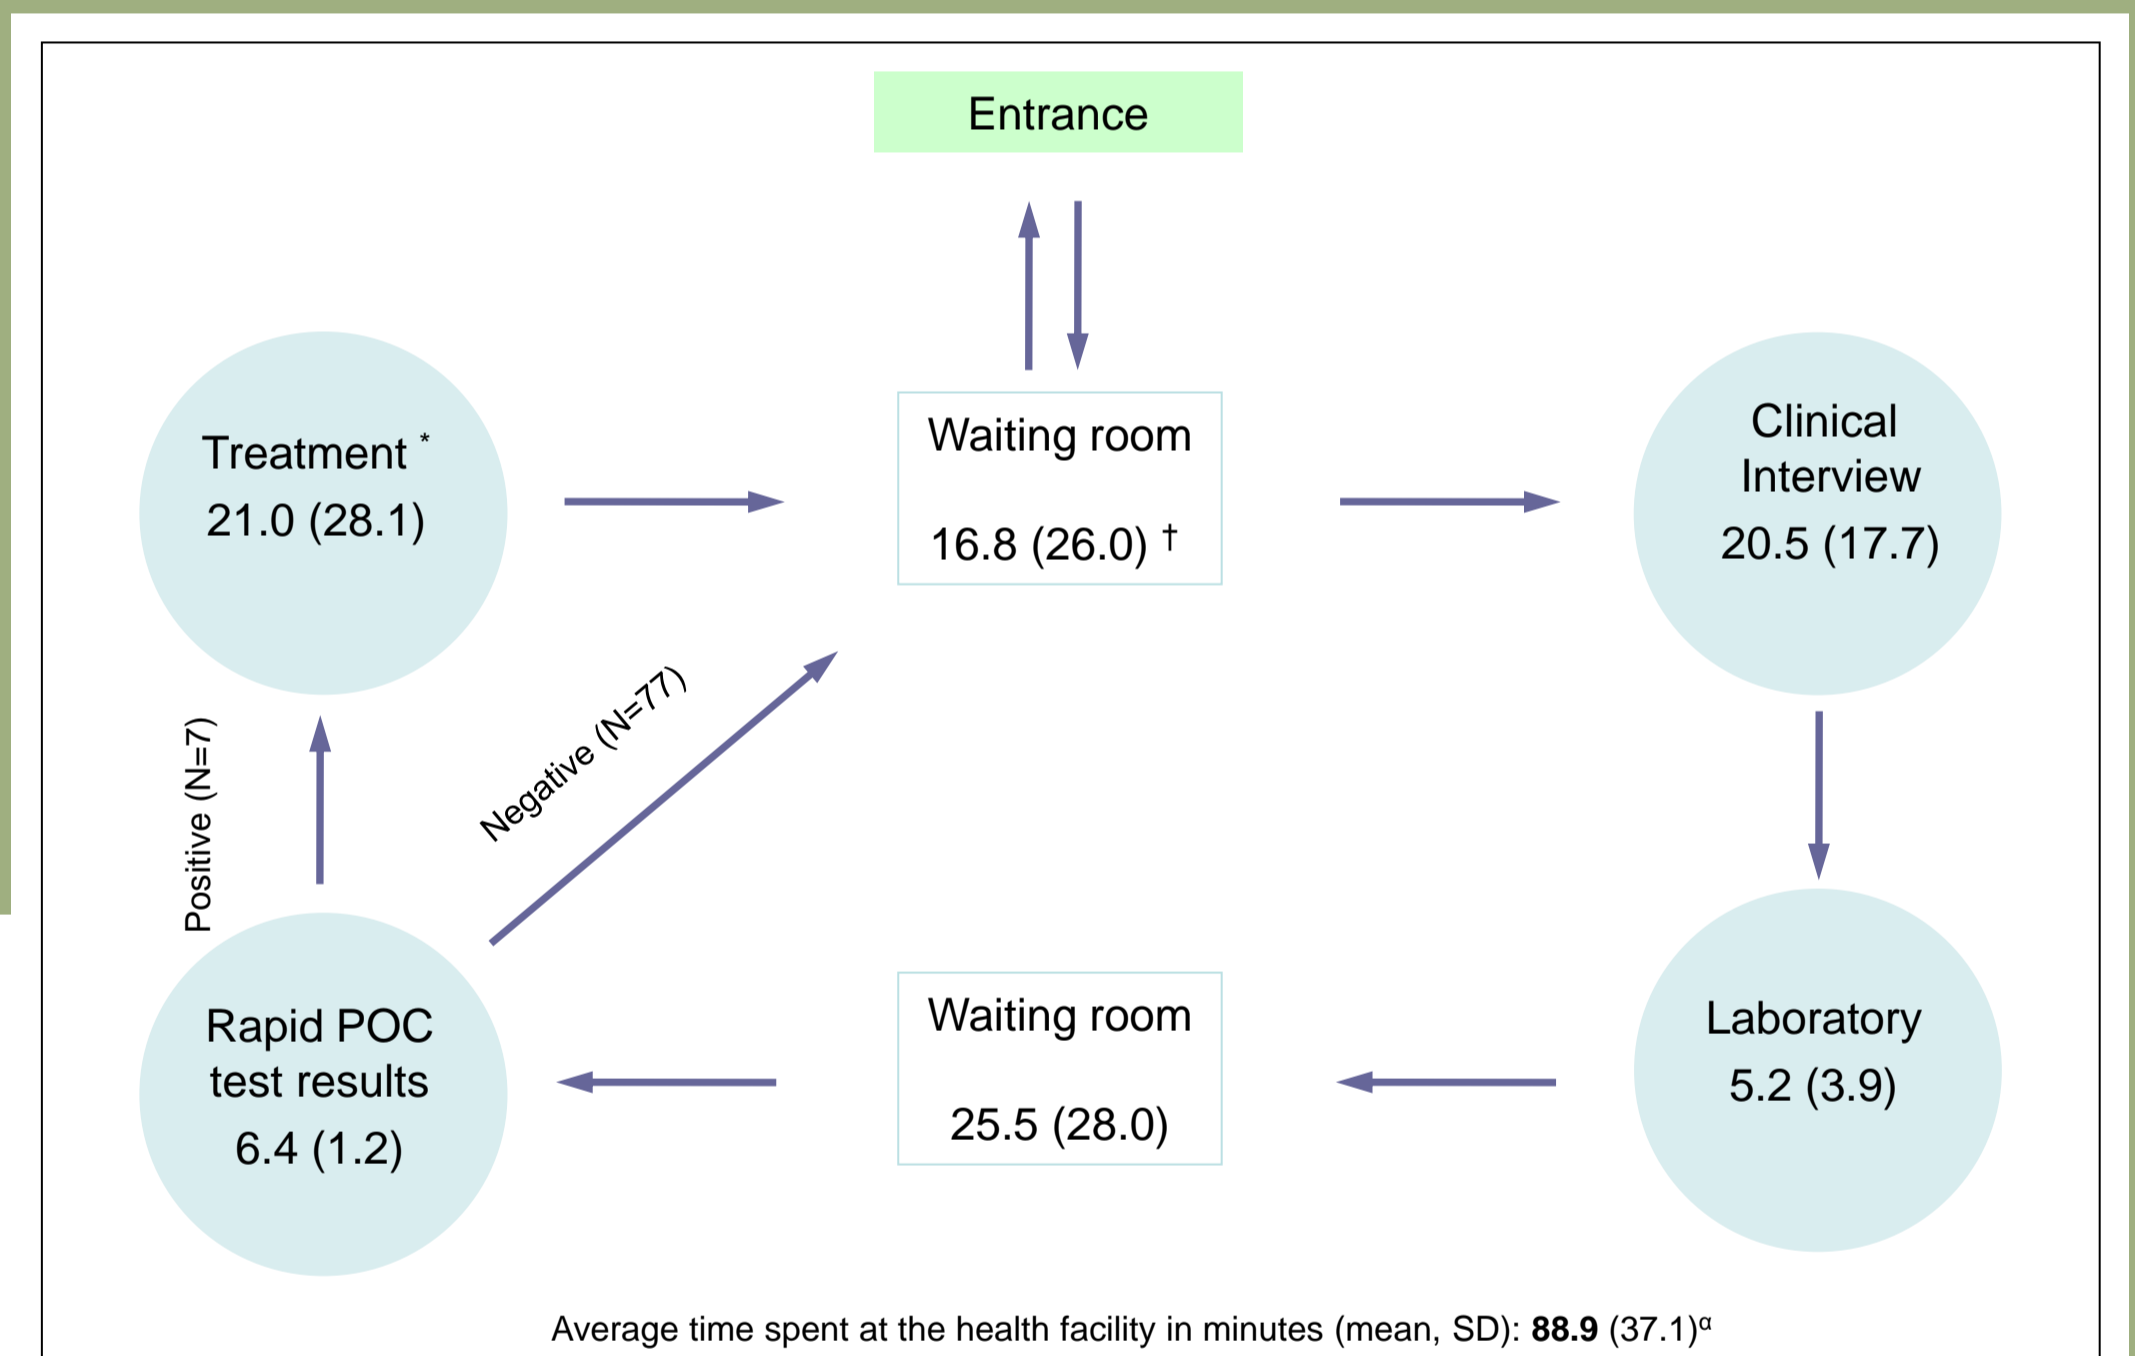 Entrance
Treatment *
21.0 (28.1)
Waiting room
16.8 (26.0) †
Clinical
Interview
20.5 (17.7)
Positive (N=7)
Negative (N=77)
Rapid POC
test results
6.4 (1.2)
Waiting room
25.5 (28.0)
Laboratory
5.2 (3.9)
Average time spent at the health facility in minutes (mean, SD): 88.9 (37.1)α